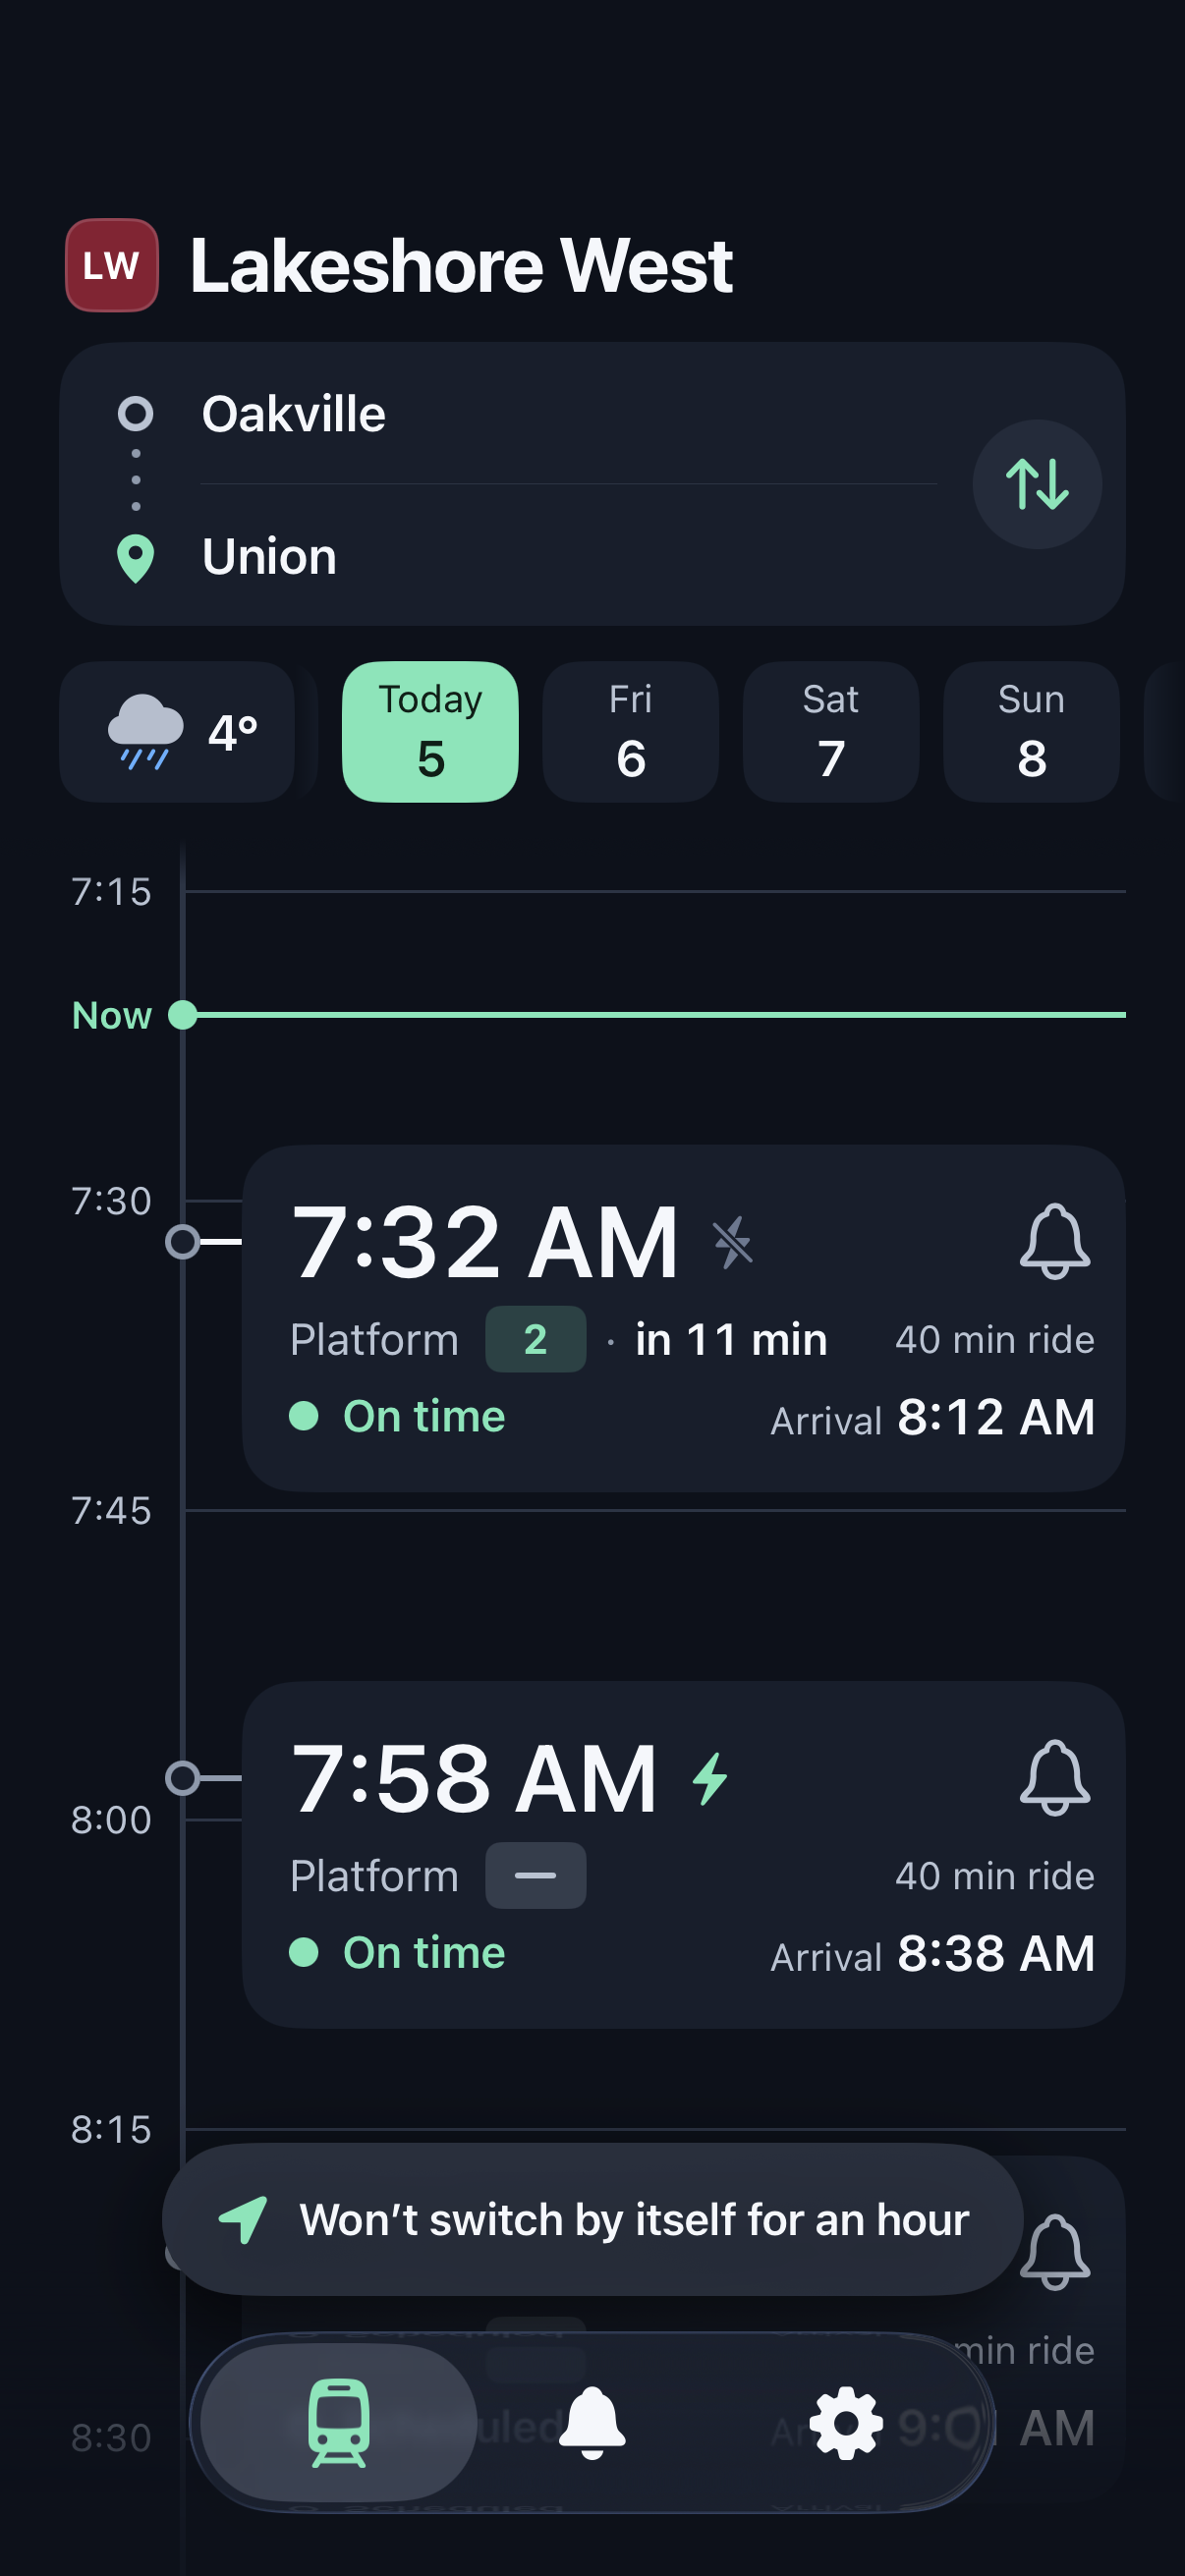 LW Lakeshore West
Oakville
Union
4°
Today
5
Fri
6
Sat
7
Sun
8
7:15
Now
7:30
7:32 AM
Platform 2 · in 11 min 40 min ride
On time Arrival 8:12 AM
7:45
7:58 AM
8:00
Platform — 40 min ride
On time Arrival 8:38 AM
8:15
Won’t switch by itself for an hour
min ride
8:30
AM